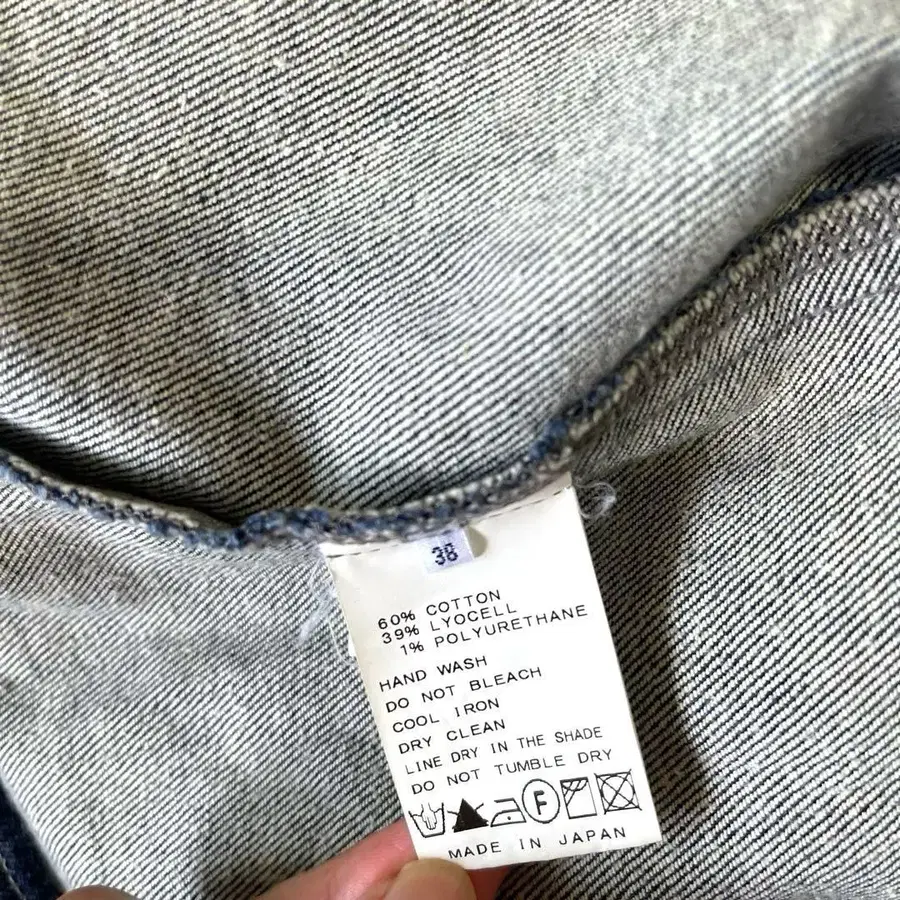 38
60% COTTON
39% LYOCELL
1% POLYURETHANE
HAND WASH
DO NOT BLEACH
COOL IRON
DRY CLEAN
LINE DRY IN THE SHADE
DO NOT TUMBLE DRY
F
MADE IN JAPAN